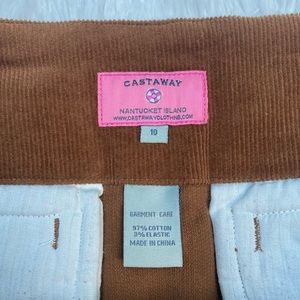 CASTAWAY
NANTUCKET ISLAND
WWW.CASTAWAYCLOTHING.COM
10
GARMENT CARE
97% COTTON
3% ELASTIC
MADE IN CHINA